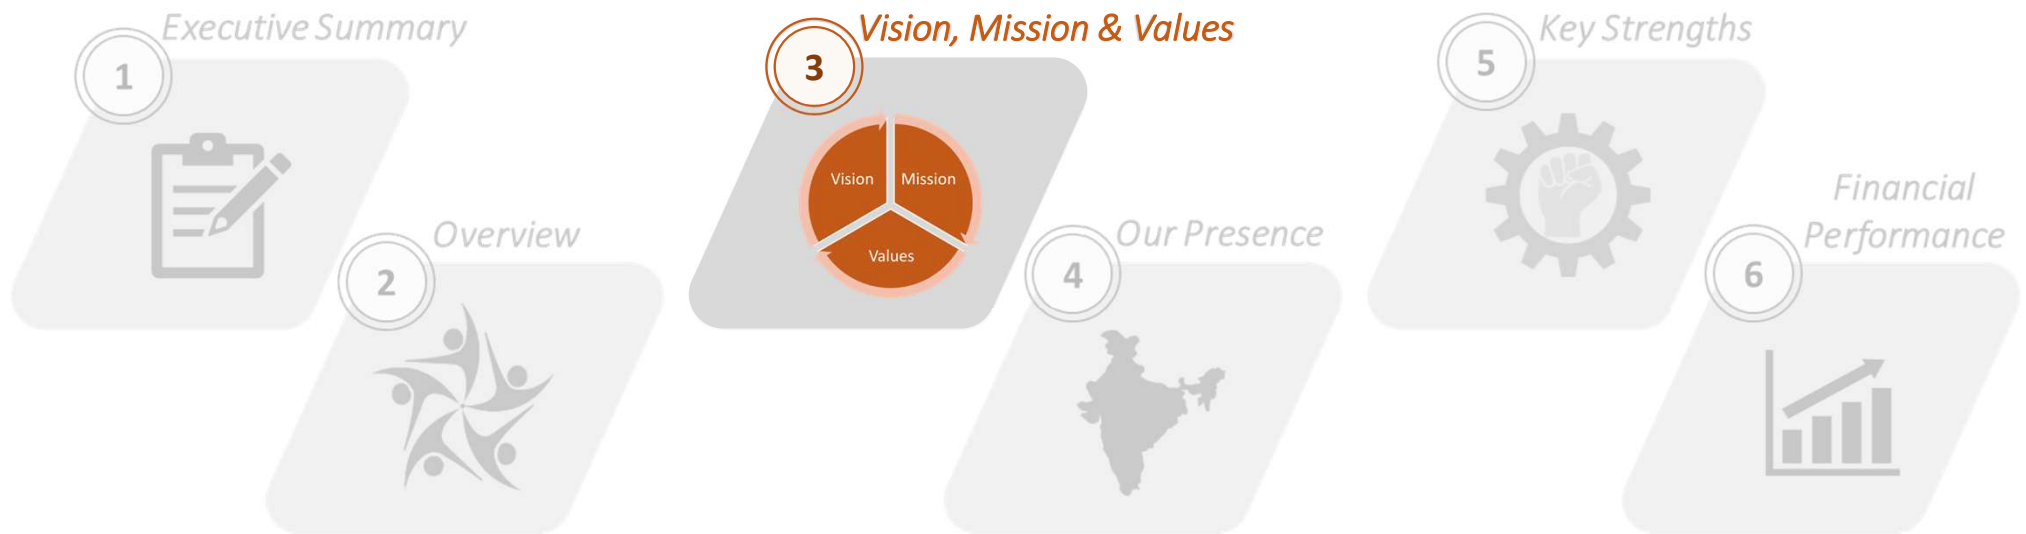 1
Executive Summary
2
Overview
3
Vision, Mission & Values
Vision
Mission
Values
4
Our Presence
5
Key Strengths
6
Financial
Performance